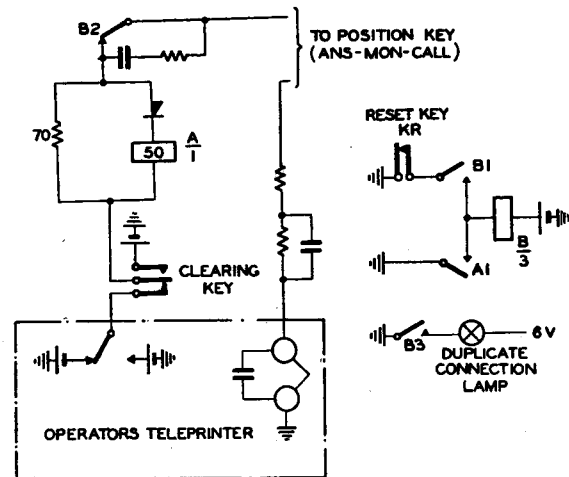 B2
TO POSITION KEY
(ANS-MON-CALL)
70
50
A
1
RESET KEY
KR
B1
B
3
A1
CLEARING
KEY
B3
6V
DUPLICATE
CONNECTION
LAMP
OPERATORS TELEPRINTER